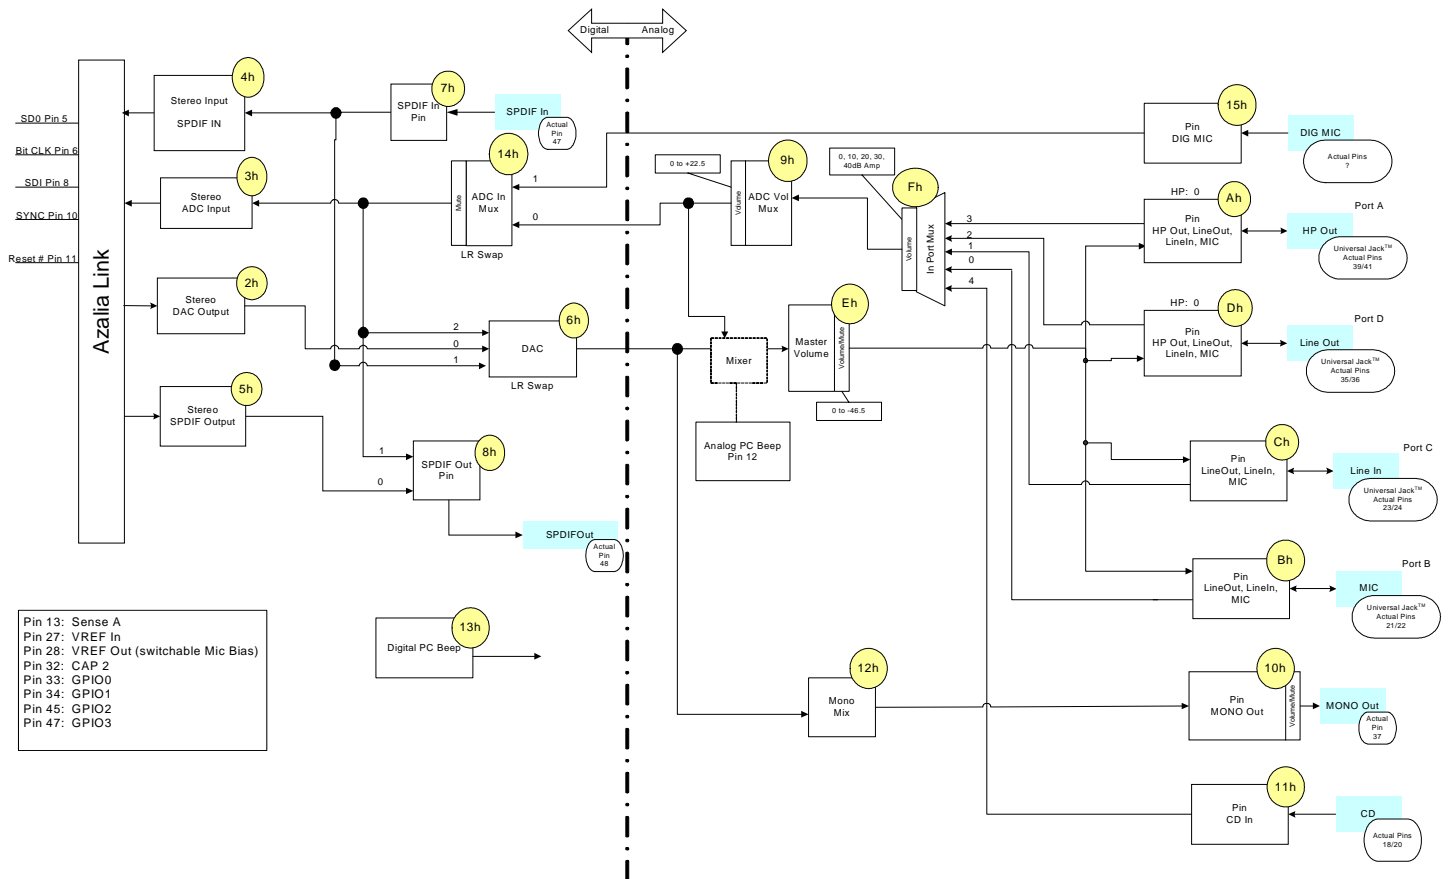 Digital
Analog
4h
Stereo Input
SPDIF IN
7h
SPDIF In
Pin
SPDIF In
Actual
Pin
47
15h
Pin
DIG MIC
DIG MIC
Actual Pins
?
SD0 Pin 5
Bit CLK Pin 6
SDI Pin 8
SYNC Pin 10
Reset # Pin 11
Azalia Link
3h
Stereo
ADC Input
14h
Mute
ADC In
Mux
1
0
LR Swap
0 to +22.5
9h
Volume
ADC Vol
Mux
0, 10, 20, 30,
40dB Amp
Fh
Volume
In Port Mux
3
2
1
0
4
HP: 0
Ah
Pin
HP Out, LineOut,
LineIn, MIC
Port A
HP Out
Universal Jack™
Actual Pins
39/41
2h
Stereo
DAC Output
6h
2
0
1
DAC
LR Swap
Mixer
Eh
Master
Volume
Volume/Mute
0 to -46.5
HP: 0
Dh
Pin
HP Out, LineOut,
LineIn, MIC
Port D
Line Out
Universal Jack™
Actual Pins
35/36
5h
Stereo
SPDIF Output
8h
1
0
SPDIF Out
Pin
Analog PC Beep
Pin 12
Ch
Pin
LineOut, LineIn,
MIC
Port C
Line In
Universal Jack™
Actual Pins
23/24
SPDIFOut
Actual
Pin
48
Bh
Pin
LineOut, LineIn,
MIC
Port B
MIC
Universal Jack™
Actual Pins
21/22
Pin 13: Sense A
Pin 27: VREF In
Pin 28: VREF Out (switchable Mic Bias)
Pin 32: CAP 2
Pin 33: GPIO0
Pin 34: GPIO1
Pin 45: GPIO2
Pin 47: GPIO3
13h
Digital PC Beep
12h
Mono
Mix
10h
Pin
MONO Out
Volume/Mute
MONO Out
Actual
Pin
37
11h
Pin
CD In
CD
Actual Pins
18/20